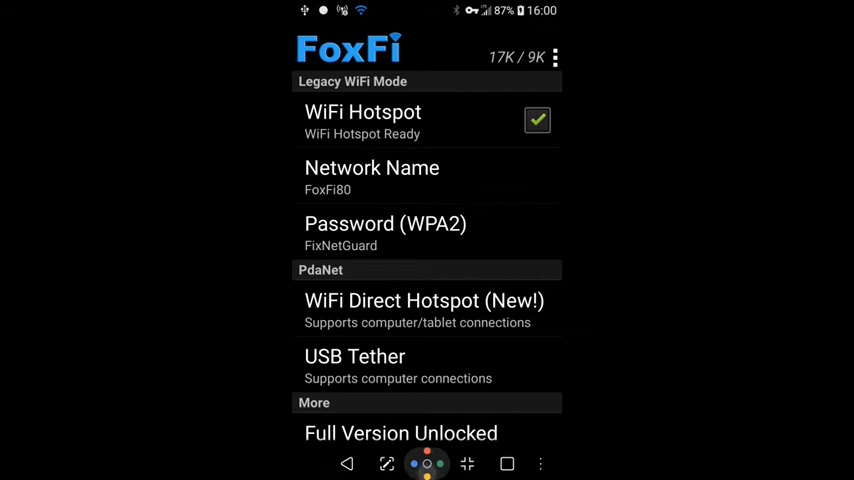 87% 16:00
FoxFi
17K / 9K
Legacy WiFi Mode
WiFi Hotspot
WiFi Hotspot Ready
Network Name
FoxFi80
Password (WPA2)
FixNetGuard
PdaNet
WiFi Direct Hotspot (New!)
Supports computer/tablet connections
USB Tether
Supports computer connections
More
Full Version Unlocked